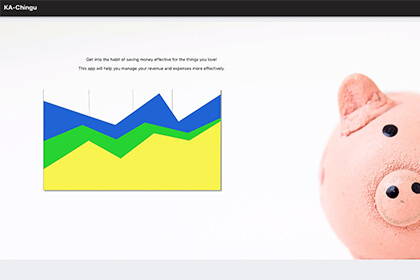 KA-Chingu
Get into the habit of saving money effective for the things you love!
This app will help you manage your revenue and expenses more effectively.